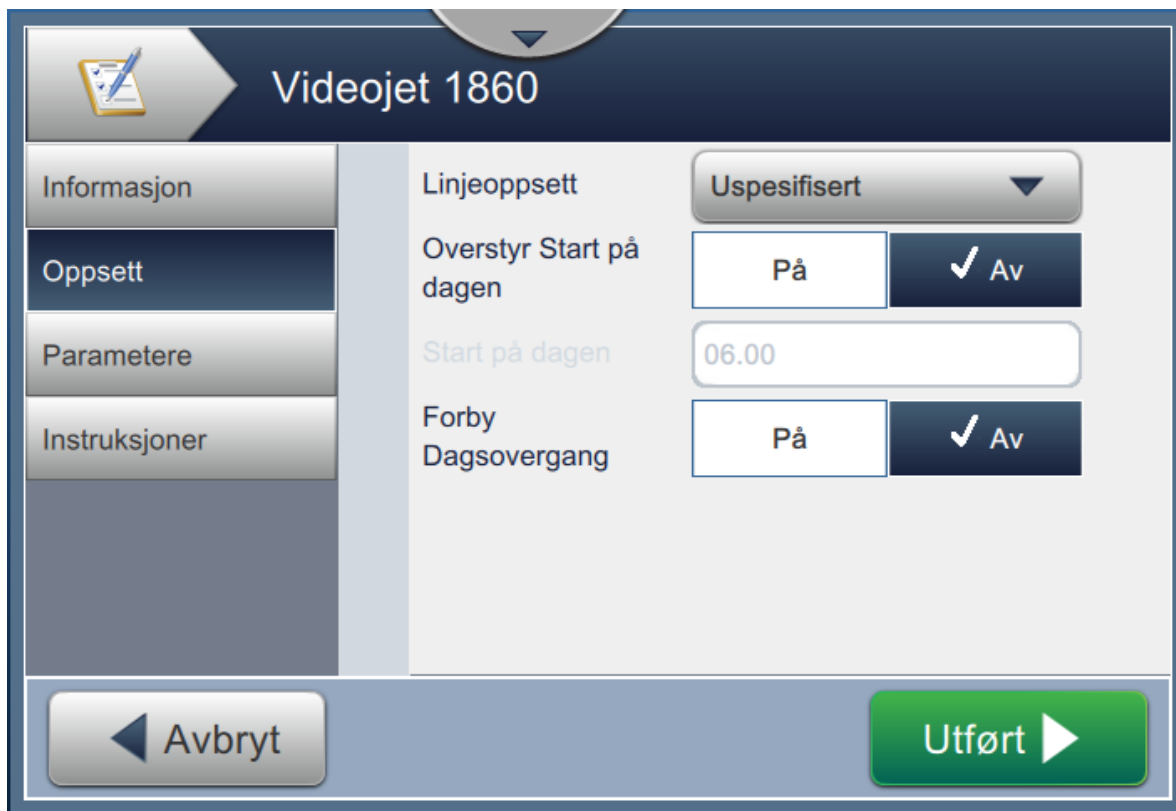 Videojet 1860
Informasjon
Oppsett
Parametere
Instruksjoner
Linjeoppsett
Uspesifisert
Overstyr Start på
dagen
På
Av
Start på dagen
06.00
Forby
Dagsovergang
På
Av
Avbryt
Utført